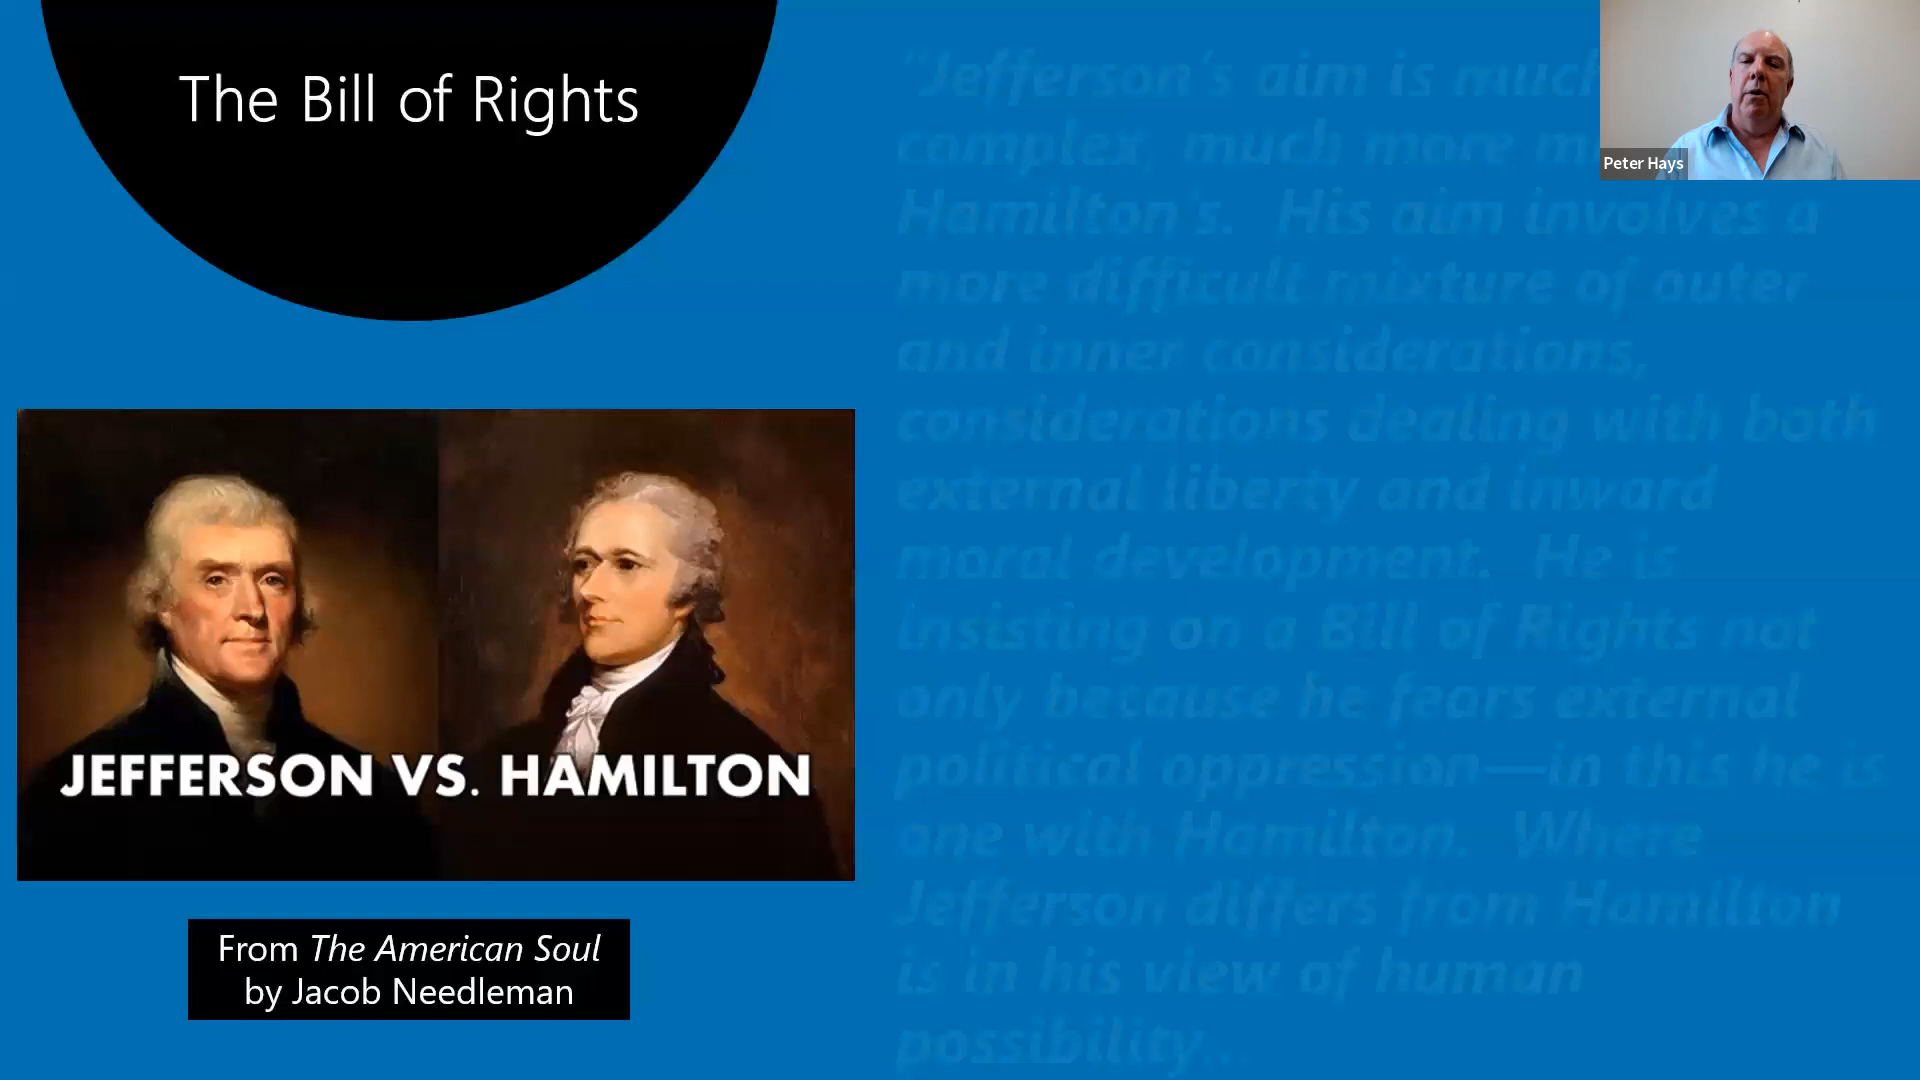 The Bill of Rights
JEFFERSON VS. HAMILTON
From The American Soul
by Jacob Needleman
"Jefferson's aim is much
complex, much more m
Hamilton's. His aim involves a
more difficult mixture of outer
and inner considerations,
considerations dealing with both
external liberty and inward
moral development. He is
insisting on a Bill of Rights not
only because he fears external
political oppression—in this he is
one with Hamilton. Where
Jefferson differs from Hamilton
is in his view of human
possibility...
Peter Hays